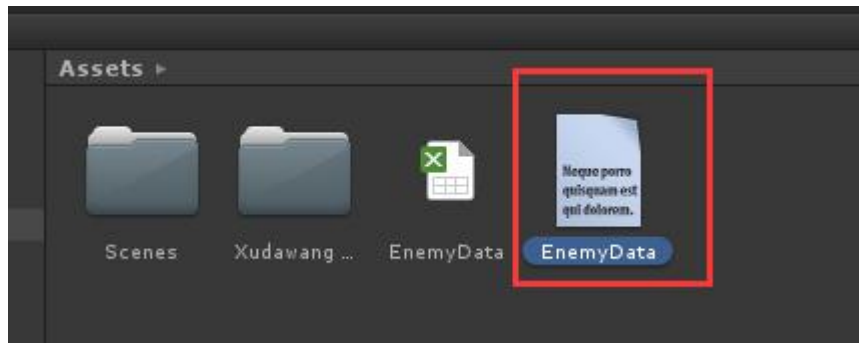 Assets
Neque porro
quisquam est
qui dolorem.
Scenes
Xudawang ...
EnemyData
EnemyData